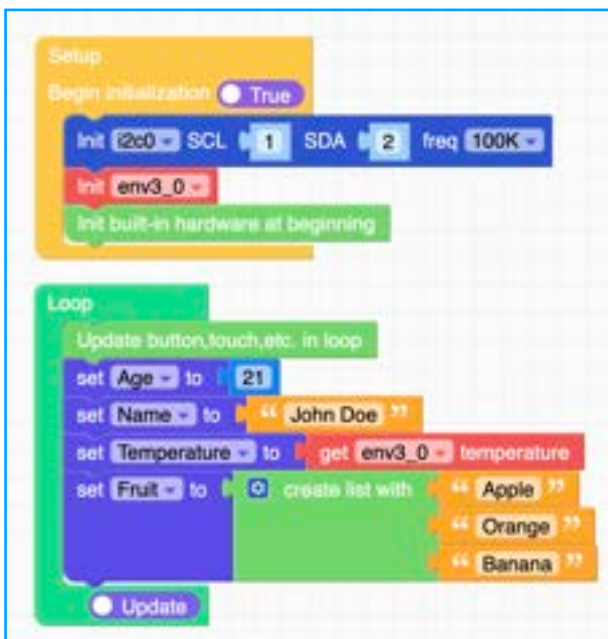 Setup
Begin initialization True
Init i2c0 SCL 1 SDA 2 freq 100K
Init env3_0
Init built-in hardware at beginning
Loop
Update button,touch,etc. in loop
set Age to 21
set Name to “ John Doe ”
set Temperature to get env3_0 temperature
set Fruit to create list with “ Apple ”
“ Orange ”
“ Banana ”
Update